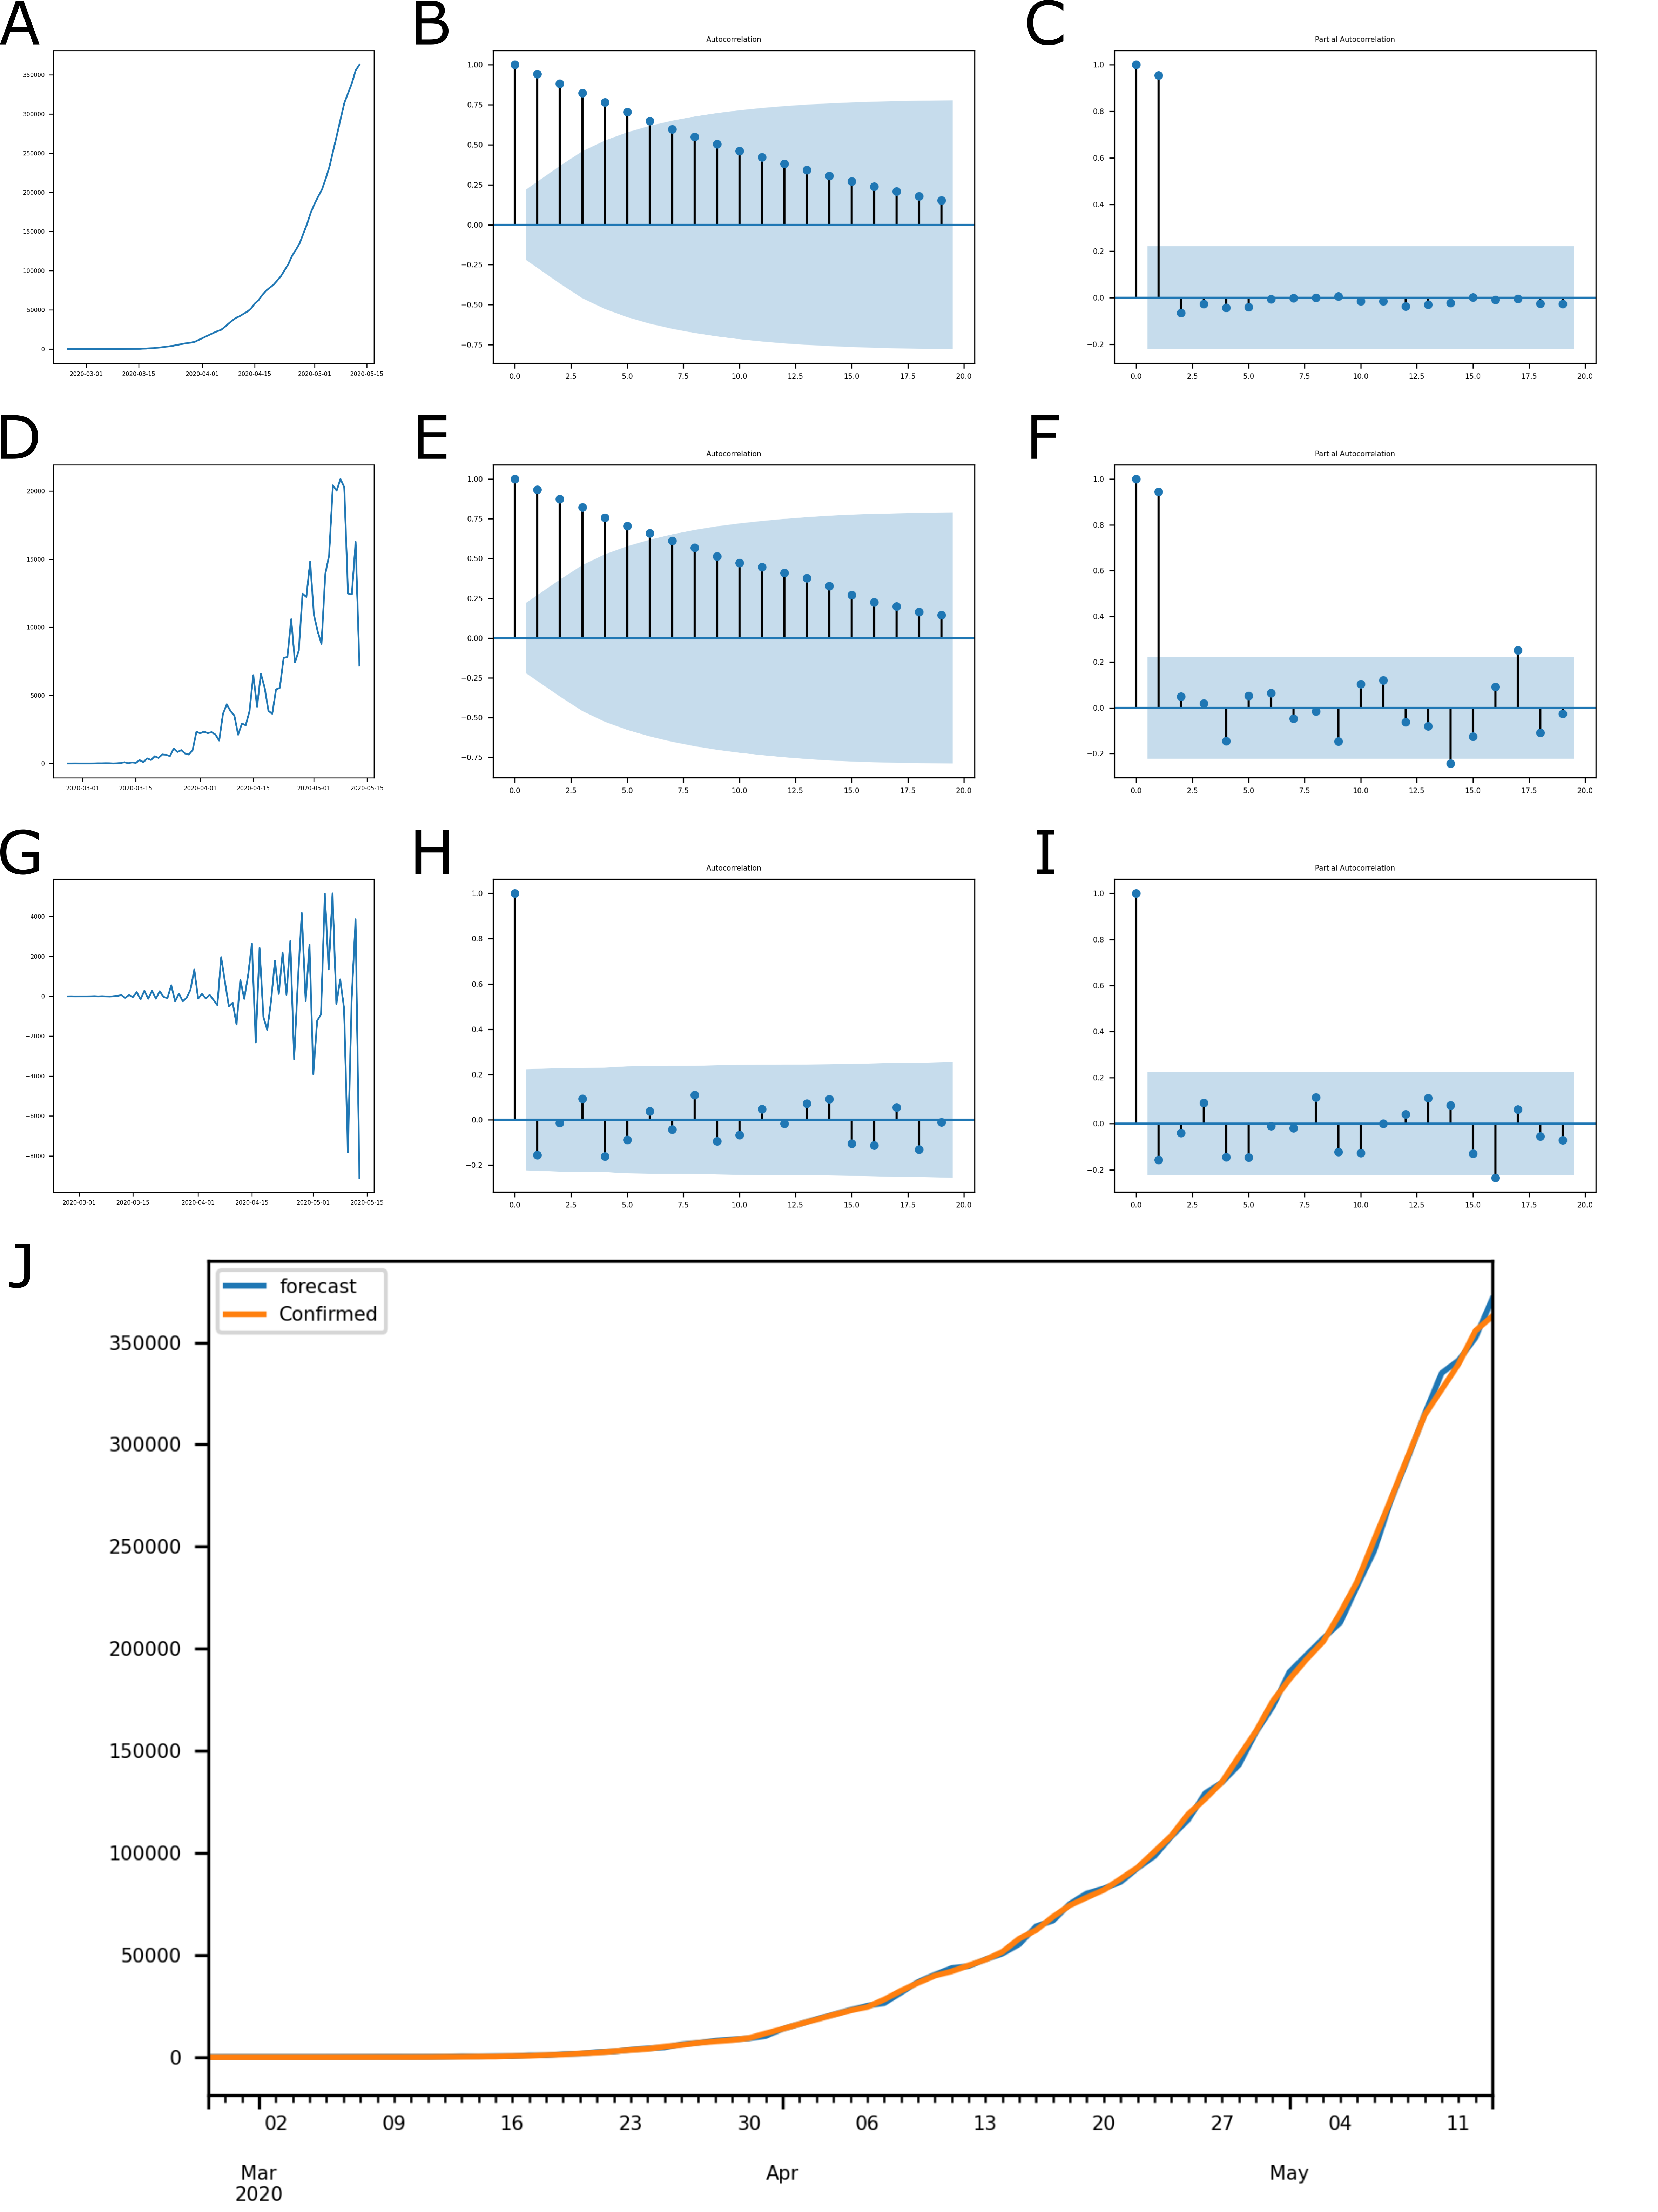 A
350000
300000
250000
200000
150000
100000
50000
0
2020-03-01 2020-03-15 2020-04-01 2020-04-15 2020-05-01 2020-05-15
B
Autocorrelation
1.00
0.75
0.50
0.25
0.00
−0.25
−0.50
−0.75
0.0 2.5 5.0 7.5 10.0 12.5 15.0 17.5 20.0
C
Partial Autocorrelation
1.0
0.8
0.6
0.4
0.2
0.0
−0.2
0.0 2.5 5.0 7.5 10.0 12.5 15.0 17.5 20.0
D
20000
15000
10000
5000
0
2020-03-01 2020-03-15 2020-04-01 2020-04-15 2020-05-01 2020-05-15
E
Autocorrelation
1.00
0.75
0.50
0.25
0.00
−0.25
−0.50
−0.75
0.0 2.5 5.0 7.5 10.0 12.5 15.0 17.5 20.0
F
Partial Autocorrelation
1.0
0.8
0.6
0.4
0.2
0.0
−0.2
0.0 2.5 5.0 7.5 10.0 12.5 15.0 17.5 20.0
G
4000
2000
0
−2000
−4000
−6000
−8000
2020-03-01 2020-03-15 2020-04-01 2020-04-15 2020-05-01 2020-05-15
H
Autocorrelation
1.0
0.8
0.6
0.4
0.2
0.0
−0.2
0.0 2.5 5.0 7.5 10.0 12.5 15.0 17.5 20.0
I
Partial Autocorrelation
1.0
0.8
0.6
0.4
0.2
0.0
−0.2
0.0 2.5 5.0 7.5 10.0 12.5 15.0 17.5 20.0
J
forecast
Confirmed
350000
300000
250000
200000
150000
100000
50000
0
02 09 16 23 30 06 13 20 27 04 11
Mar Apr May
2020